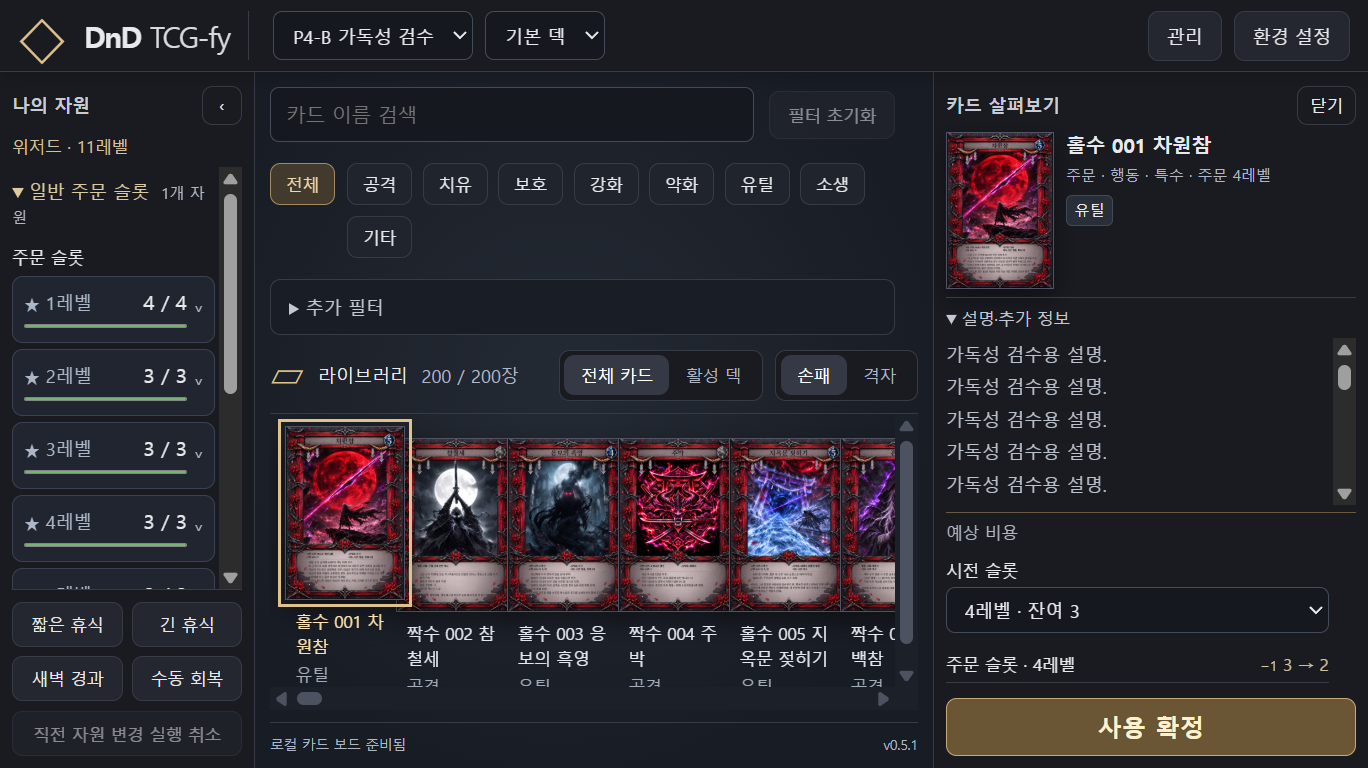 DnD TCG-fy
P4-B 가독성 검수
기본 덱
관리
환경 설정
나의 자원
‹
위저드 · 11레벨
▼ 일반 주문 슬롯 1개 자
원
주문 슬롯
★ 1레벨 4 / 4 v
★ 2레벨 3 / 3 v
★ 3레벨 3 / 3 v
★ 4레벨 3 / 3 v
짧은 휴식
긴 휴식
새벽 경과
수동 회복
직전 자원 변경 실행 취소
카드 이름 검색
필터 초기화
전체
공격
치유
보호
강화
약화
유틸
소생
기타
▶ 추가 필터
라이브러리 200 / 200장
전체 카드
활성 덱
손패
격자
차원참
홀수 001 차
원참
유틸
짝수 002 참
철세
공격
홀수 003 응
보의 흑영
유틸
짝수 004 주
박
공격
홀수 005 지
옥문 젖히기
유틸
백참
로컬 카드 보드 준비됨
v0.5.1
카드 살펴보기
닫기
홀수 001 차원참
주문 · 행동 · 특수 · 주문 4레벨
유틸
▼ 설명·추가 정보
가독성 검수용 설명.
가독성 검수용 설명.
가독성 검수용 설명.
가독성 검수용 설명.
가독성 검수용 설명.
예상 비용
시전 슬롯
4레벨 · 잔여 3
주문 슬롯 · 4레벨
−1 3 → 2
사용 확정